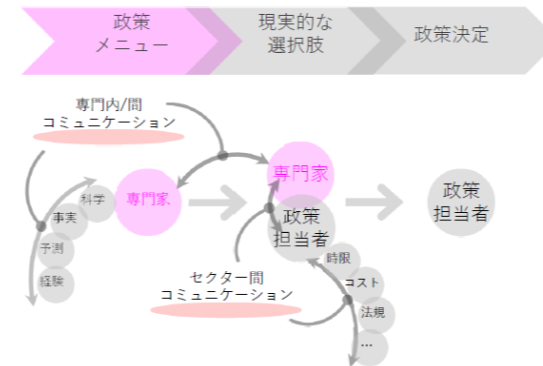 政策
メニュー
現実的な
選択肢
政策決定
専門内/間
コミュニケーション
科学
事実
予測
経験
専門家
専門家
政策
担当者
政策
担当者
セクター間
コミュニケーション
時限
コスト
法規
…